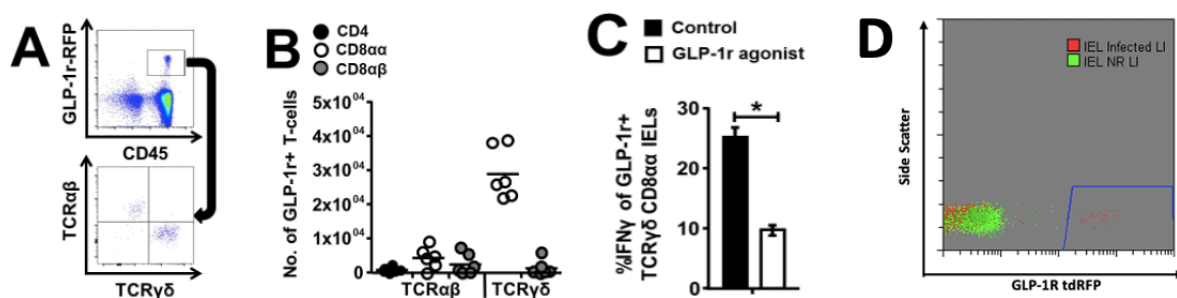 A
GLP-1r-RFP
CD45
TCRαβ
TCRγδ
B
CD4
CD8αα
CD8αβ
No. of GLP-1r+ T-cells
5x10⁰⁴
4x10⁰⁴
3x10⁰⁴
2x10⁰⁴
1x10⁰⁴
0
TCRαβ TCRγδ
C
Control
GLP-1r agonist
%IFNγ of GLP-1r+
TCRγδ CD8αα IELs
30
20
10
0
*
D
IEL Infected LI
IEL NR LI
Side Scatter
GLP-1R tdRFP